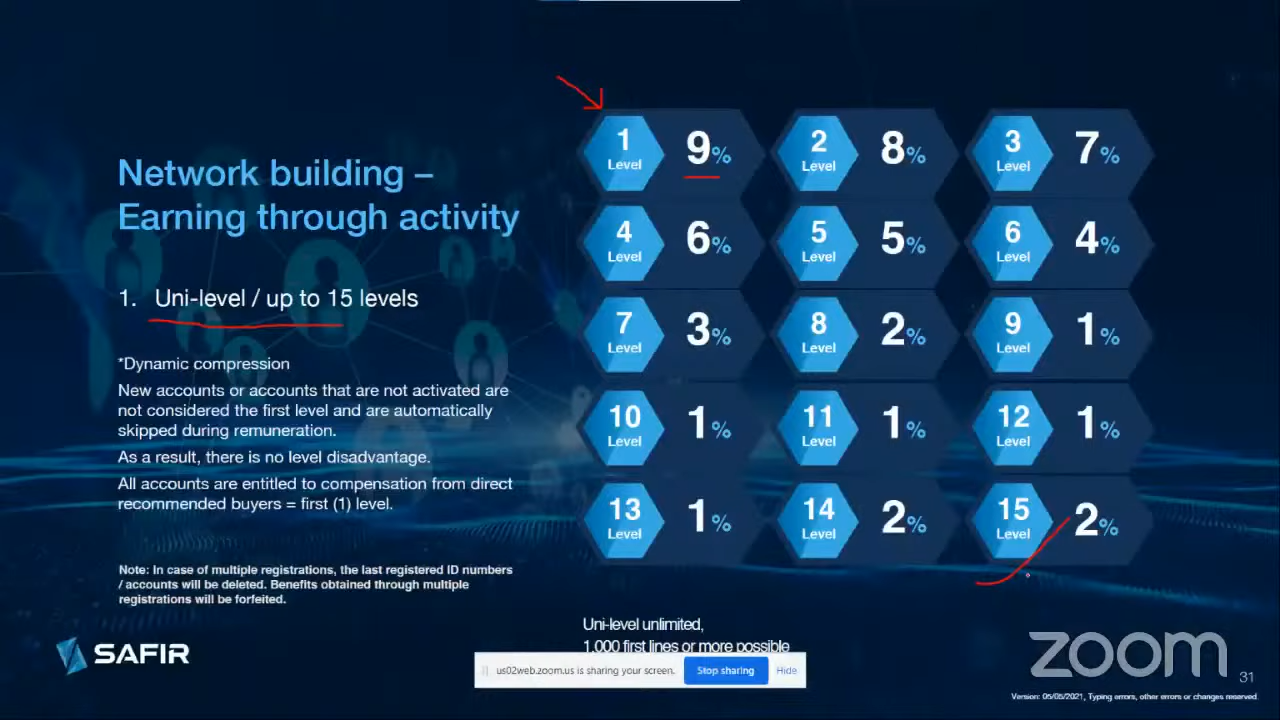 Network building –
Earning through activity
1. Uni-level / up to 15 levels
*Dynamic compression
New accounts or accounts that are not activated are
not considered the first level and are automatically
skipped during remuneration.
As a result, there is no level disadvantage.
All accounts are entitled to compensation from direct
recommended buyers = first (1) level.
Note: In case of multiple registrations, the last registered ID numbers
/ accounts will be deleted. Benefits obtained through multiple
registrations will be forfeited.
SAFIR
1 Level 9%
2 Level 8%
3 Level 7%
4 Level 6%
5 Level 5%
6 Level 4%
7 Level 3%
8 Level 2%
9 Level 1%
10 Level 1%
11 Level 1%
12 Level 1%
13 Level 1%
14 Level 2%
15 Level 2%
Uni-level unlimited,
1.000 first lines or more possible
us02web.zoom.us is sharing your screen. Stop sharing Hide
zoom
31
Version: 05/05/2021, Typing errors, other errors or changes reserved.